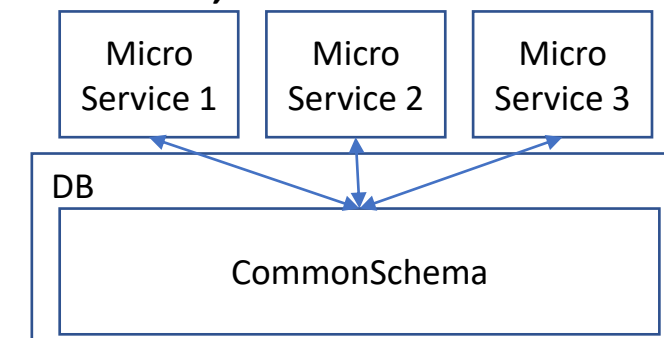 Micro
Service 1
Micro
Service 2
Micro
Service 3
DB
CommonSchema